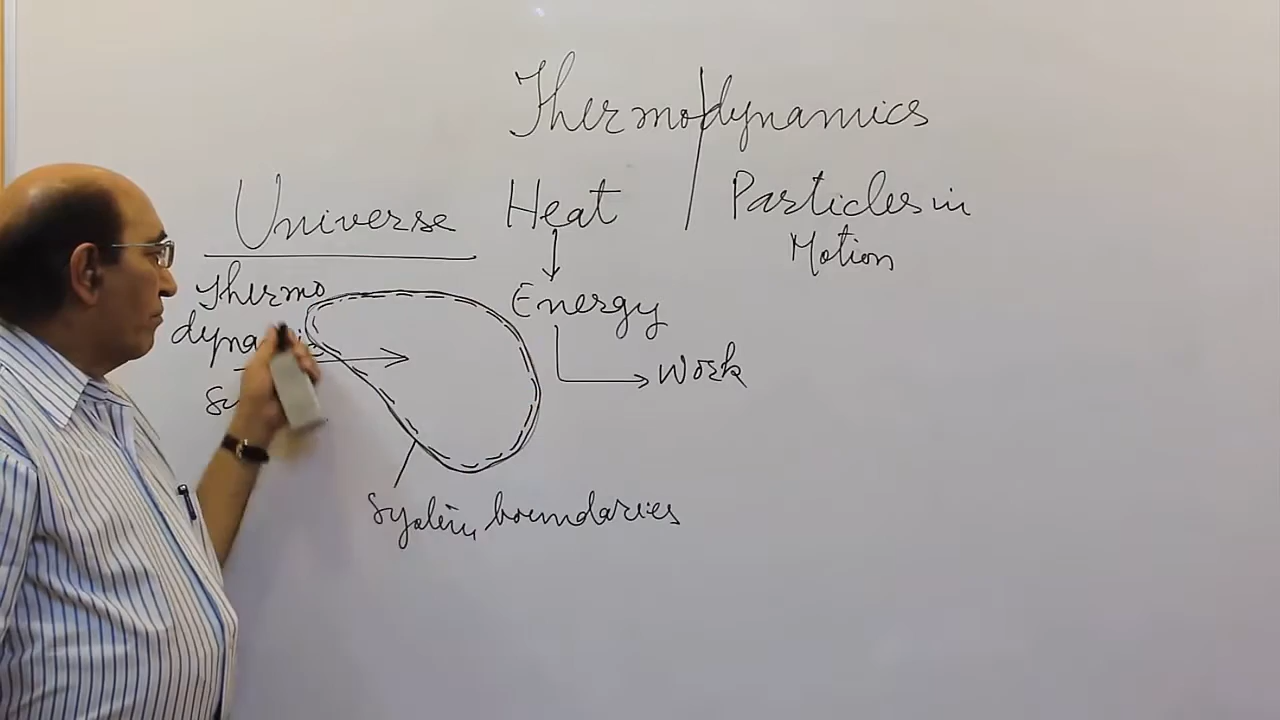 Thermodynamics
Universe Heat Particles in
Motion
Thermo
dynamic
Energy
Work
System boundaries